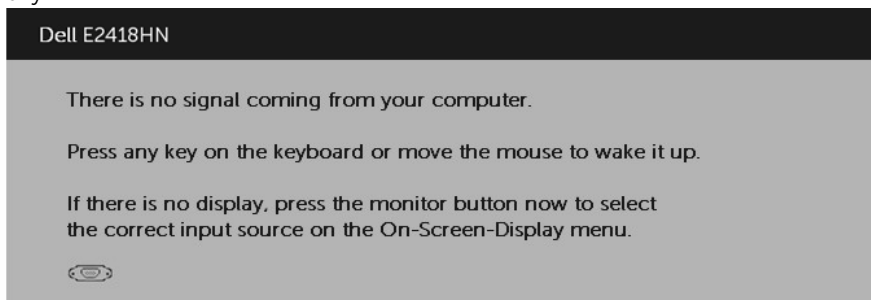 Dell E2418HN
There is no signal coming from your computer.
Press any key on the keyboard or move the mouse to wake it up.
If there is no display, press the monitor button now to select
the correct input source on the On-Screen-Display menu.